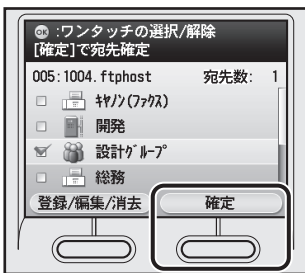 OK :ワンタッチの選択/解除
[確定]で宛先確定
005:1004.ftphost 宛先数: 1
ｷﾔﾉﾝ(ﾌｧｸｽ)
開発
設計ｸﾞﾙｰﾌﾟ
総務
登録/編集/消去 確定